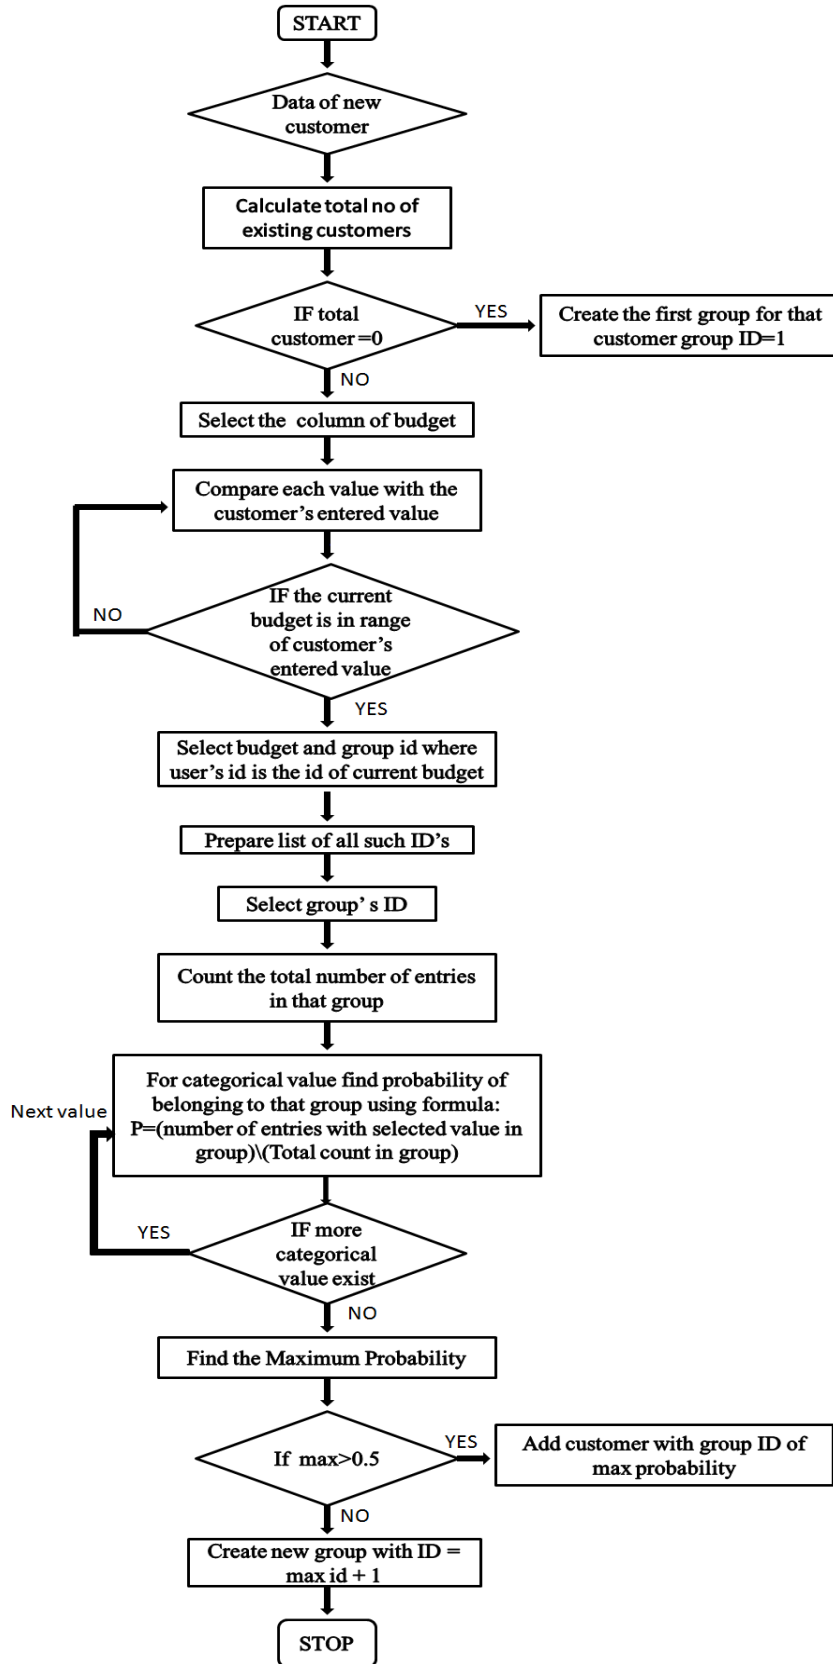 START
Data of new
customer
Calculate total no of
existing customers
IF total
customer =0
YES
Create the first group for that
customer group ID=1
NO
Select the column of budget
Compare each value with the
customer's entered value
IF the current
budget is in range
of customer's
entered value
NO
YES
Select budget and group id where
user's id is the id of current budget
Prepare list of all such ID's
Select group's ID
Count the total number of entries
in that group
For categorical value find probability of
belonging to that group using formula:
P=(number of entries with selected value in
group)\(Total count in group)
Next value
YES
IF more
categorical
value exist
NO
Find the Maximum Probability
If max>0.5
YES
Add customer with group ID of
max probability
NO
Create new group with ID =
max id + 1
STOP